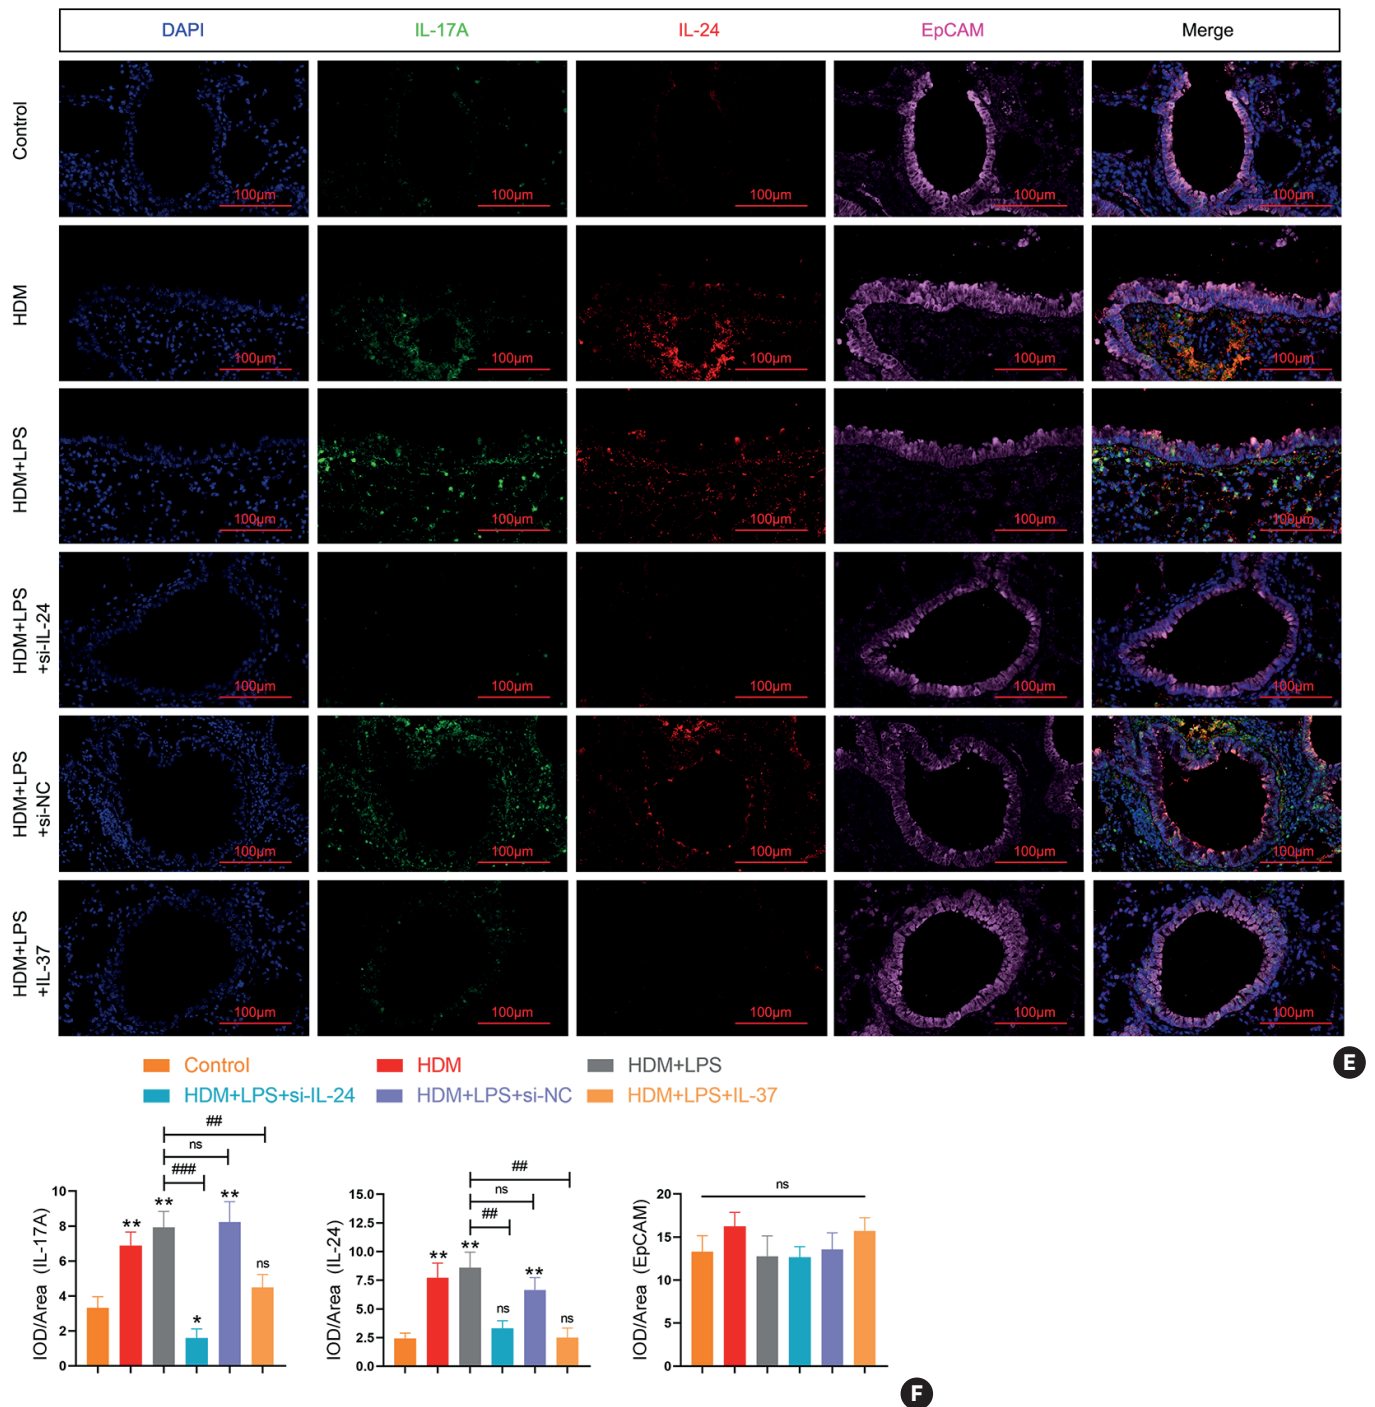 DAPI IL-17A IL-24 EpCAM Merge
Control
100μm 100μm 100μm 100μm 100μm
HDM
100μm 100μm 100μm 100μm 100μm
HDM+LPS
100μm 100μm 100μm 100μm 100μm
HDM+LPS
+si-IL-24
100μm 100μm 100μm 100μm 100μm
HDM+LPS
+si-NC
100μm 100μm 100μm 100μm 100μm
HDM+LPS
+IL-37
100μm 100μm 100μm 100μm 100μm
E
Control HDM HDM+LPS
HDM+LPS+si-IL-24 HDM+LPS+si-NC HDM+LPS+IL-37
IOD/Area (IL-17A)
10
8
6
4
2
0
##
ns
###
** ** * ** ns
IOD/Area (IL-24)
15.0
12.5
10.0
7.5
5.0
2.5
0.0
##
ns
##
** ** ns ** ns
IOD/Area (EpCAM)
20
15
10
5
0
ns
F